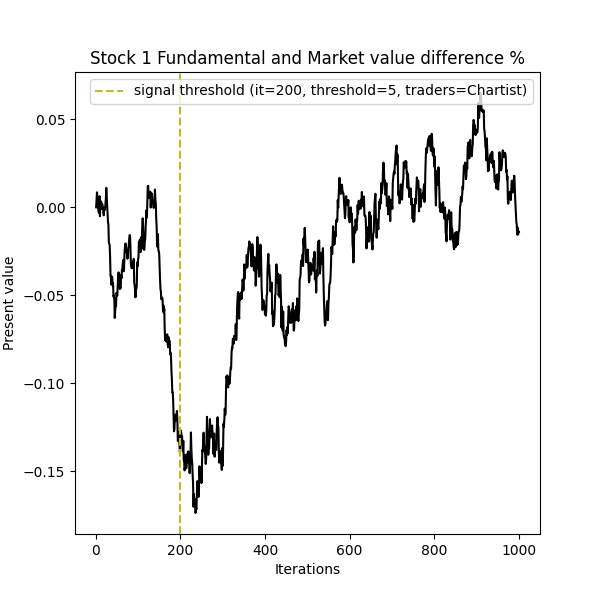 Stock 1 Fundamental and Market value difference %
signal threshold (it=200, threshold=5, traders=Chartist)
0.05
0.00
−0.05
−0.10
−0.15
Present value
0 200 400 600 800 1000
Iterations